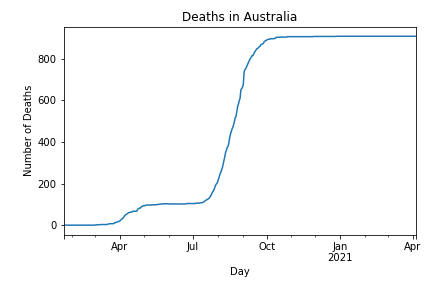 Deaths in Australia
Number of Deaths
800
600
400
200
0
Apr
Jul
Oct
Jan
2021
Apr
Day